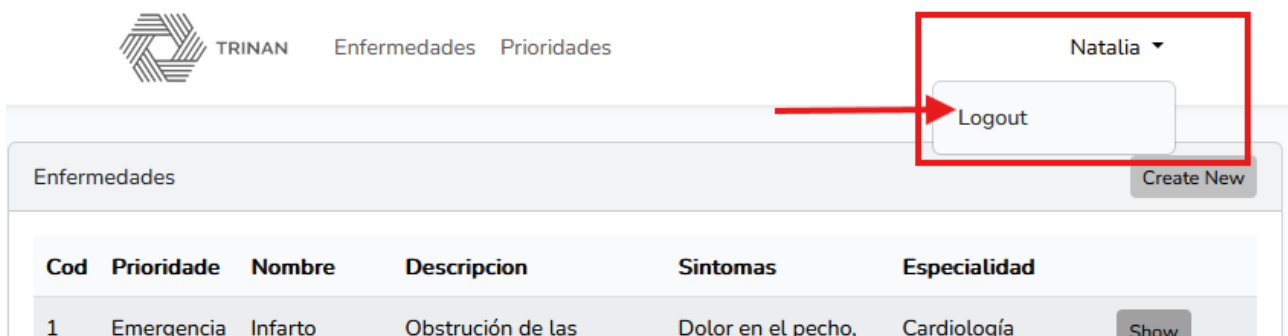 TRINAN Enfermedades Prioridades Natalia
Logout
Enfermedades Create New
Cod Prioridade Nombre Descripcion Sintomas Especialidad
1 Emergencia Infarto Obstrución de las Dolor en el pecho, Cardiología Show